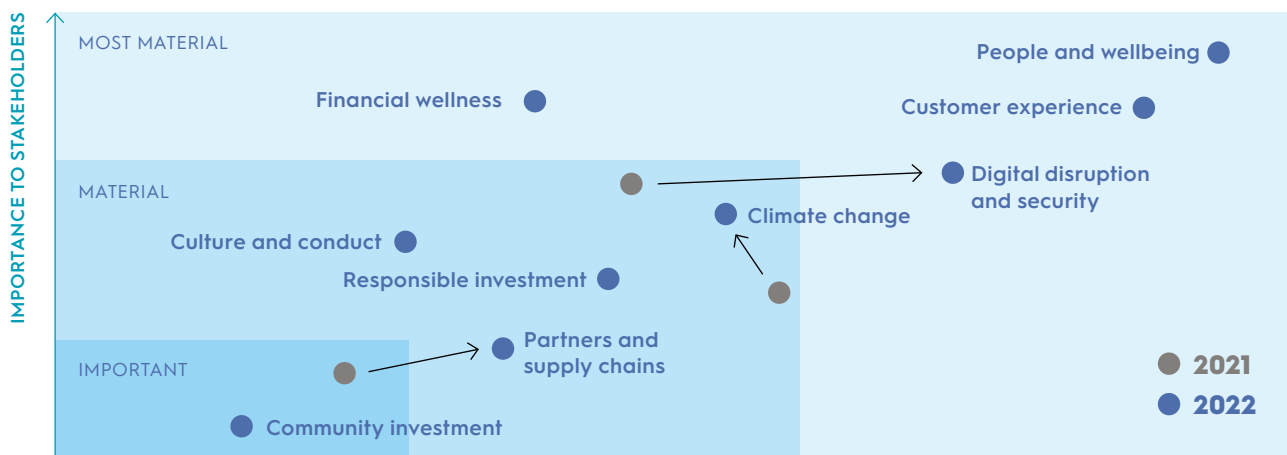 IMPORTANCE TO STAKEHOLDERS
MOST MATERIAL
People and wellbeing
Financial wellness
Customer experience
MATERIAL
Digital disruption
and security
Climate change
Culture and conduct
Responsible investment
Partners and
supply chains
IMPORTANT
Community investment
2021
2022